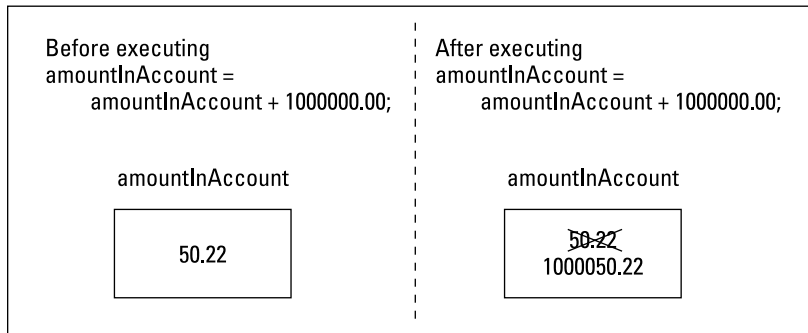 Before executing
amountInAccount =
amountInAccount + 1000000.00;
amountInAccount
50.22
After executing
amountInAccount =
amountInAccount + 1000000.00;
amountInAccount
50.22
1000050.22